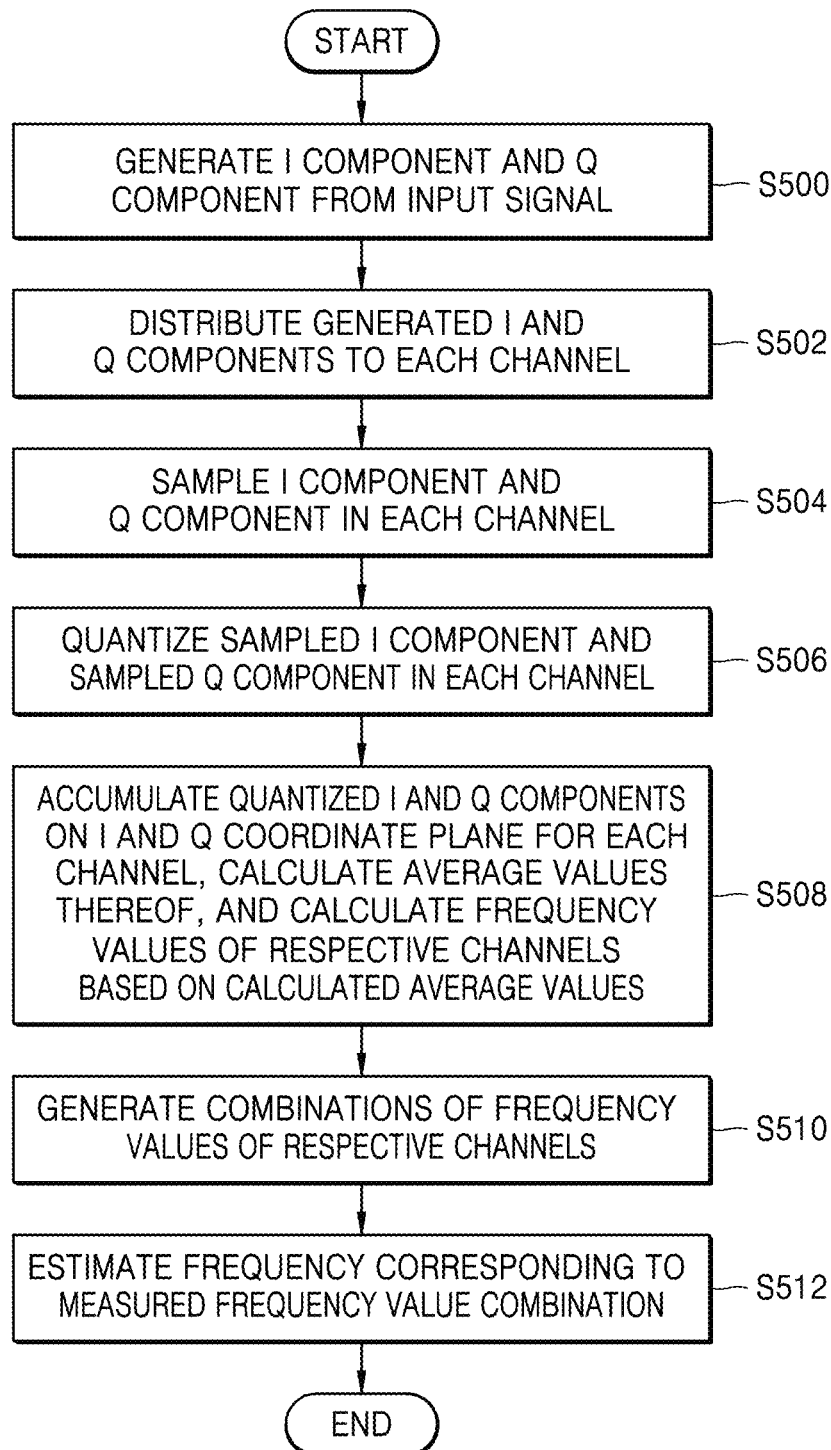 START
GENERATE I COMPONENT AND Q
COMPONENT FROM INPUT SIGNAL
S500
DISTRIBUTE GENERATED I AND
Q COMPONENTS TO EACH CHANNEL
S502
SAMPLE I COMPONENT AND
Q COMPONENT IN EACH CHANNEL
S504
QUANTIZE SAMPLED I COMPONENT AND
SAMPLED Q COMPONENT IN EACH CHANNEL
S506
ACCUMULATE QUANTIZED I AND Q COMPONENTS
ON I AND Q COORDINATE PLANE FOR EACH
CHANNEL, CALCULATE AVERAGE VALUES
THEREOF, AND CALCULATE FREQUENCY
VALUES OF RESPECTIVE CHANNELS
BASED ON CALCULATED AVERAGE VALUES
S508
GENERATE COMBINATIONS OF FREQUENCY
VALUES OF RESPECTIVE CHANNELS
S510
ESTIMATE FREQUENCY CORRESPONDING TO
MEASURED FREQUENCY VALUE COMBINATION
S512
END